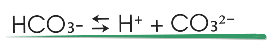 HCO₃- ⇆ H⁺ + CO₃²⁻